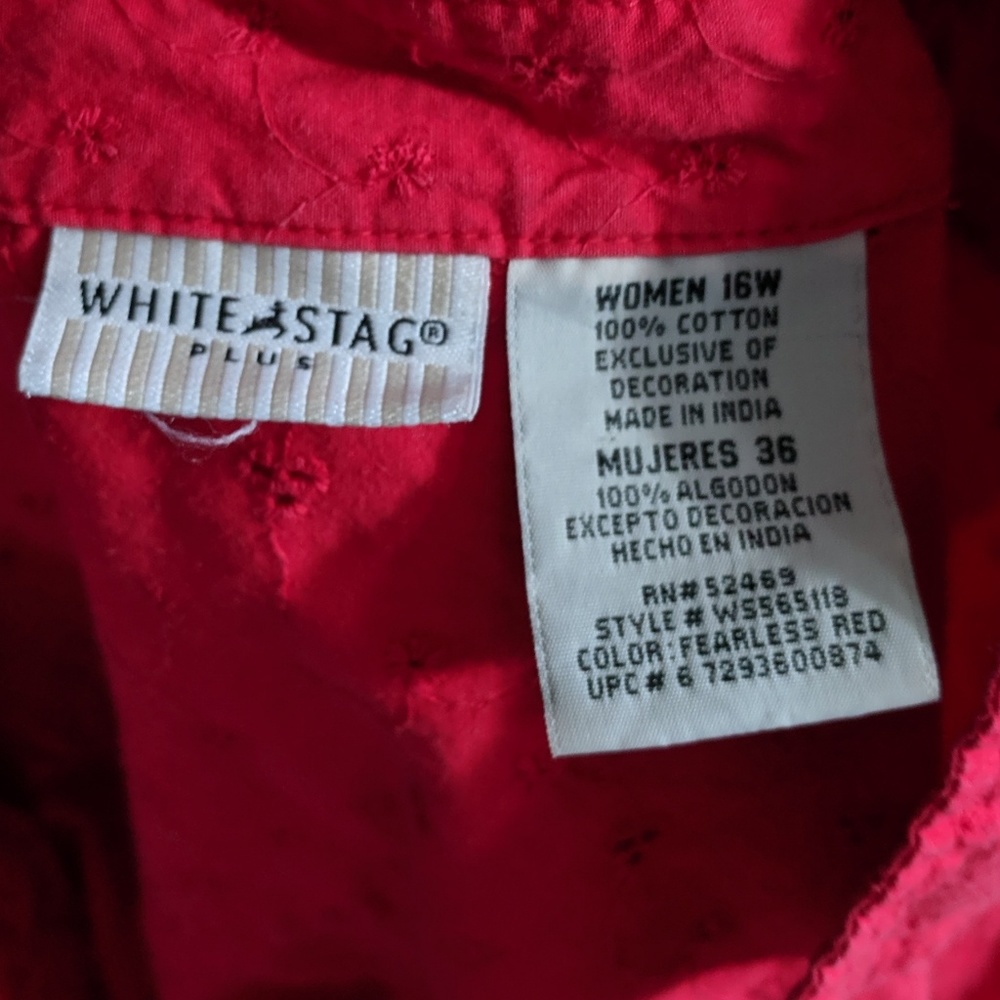 WHITE STAG®
PLUS
WOMEN 16W
100% COTTON
EXCLUSIVE OF
DECORATION
MADE IN INDIA
MUJERES 36
100% ALGODON
EXCEPTO DECORACION
HECHO EN INDIA
RN# 52469
STYLE # WS565118
COLOR: FEARLESS RED
UPC# 6 7293600874